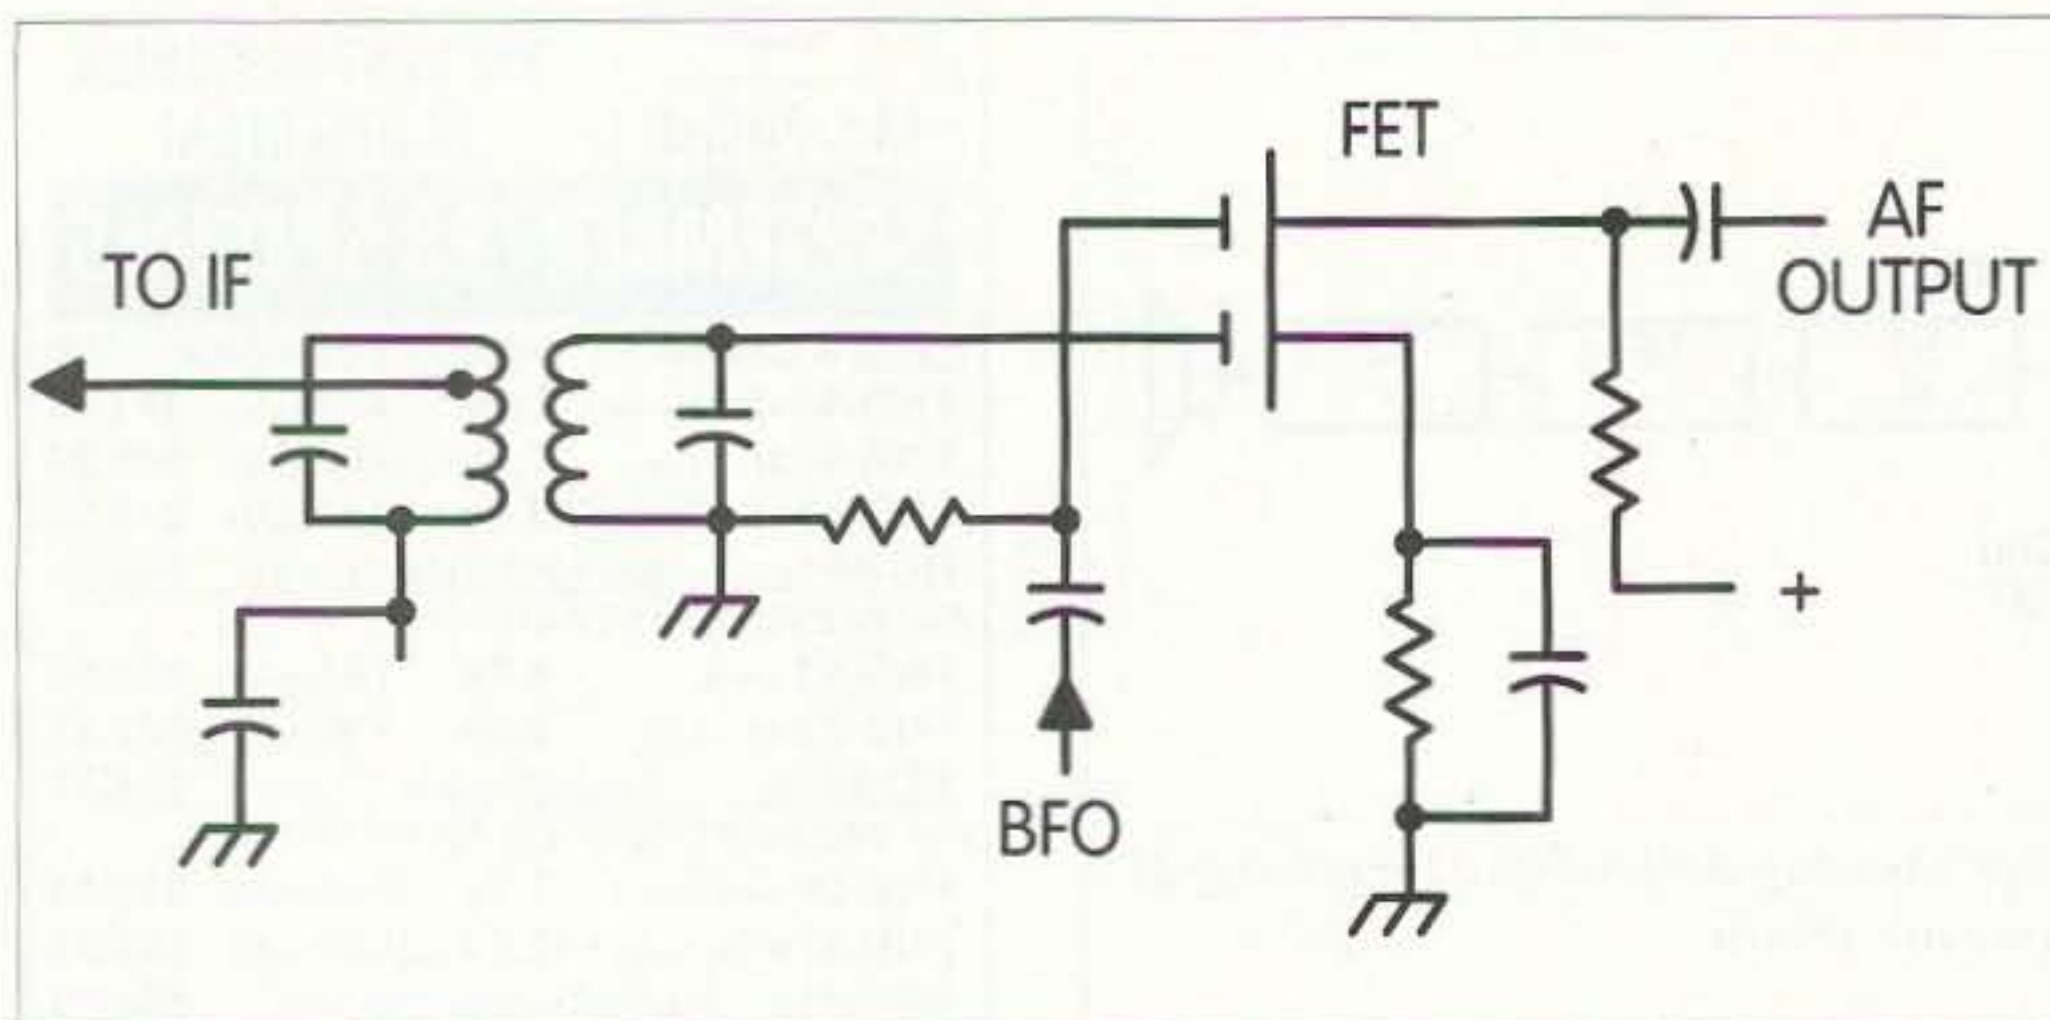 FET
AF
OUTPUT
TO IF
+
BFO